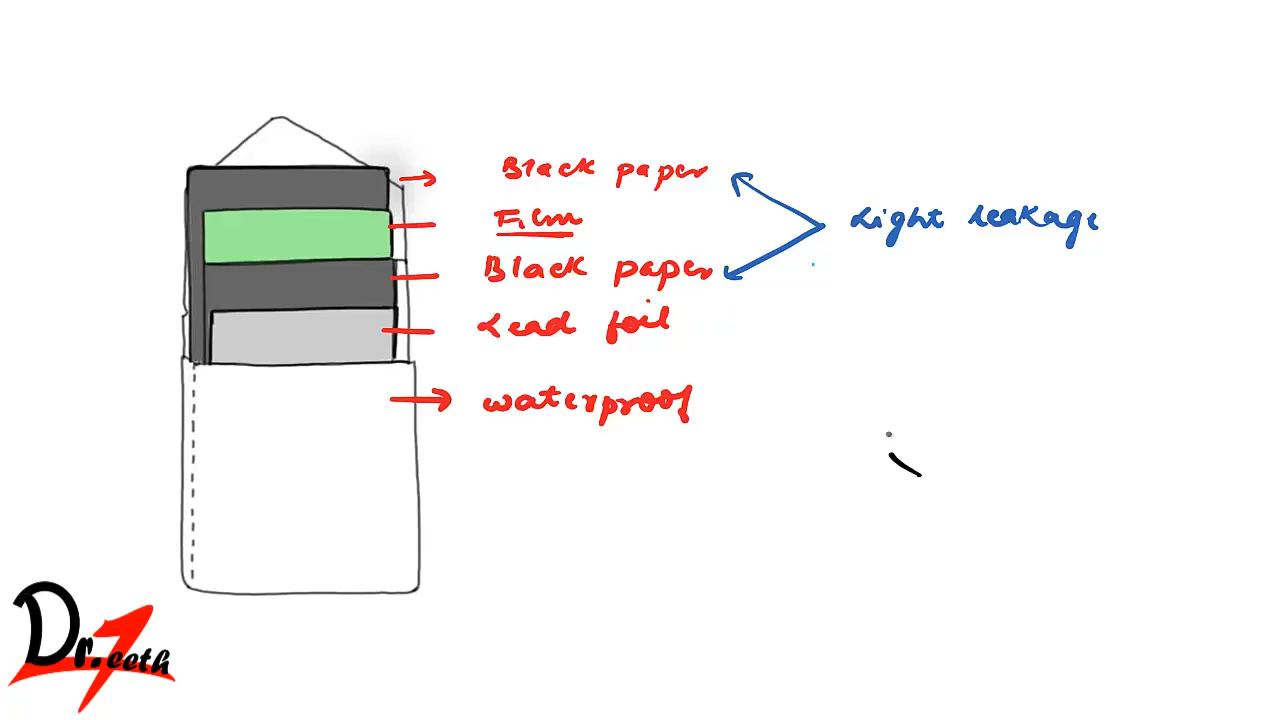 Black paper
Film
Light leakage
Black paper
Lead foil
waterproof
Dr. Teeth